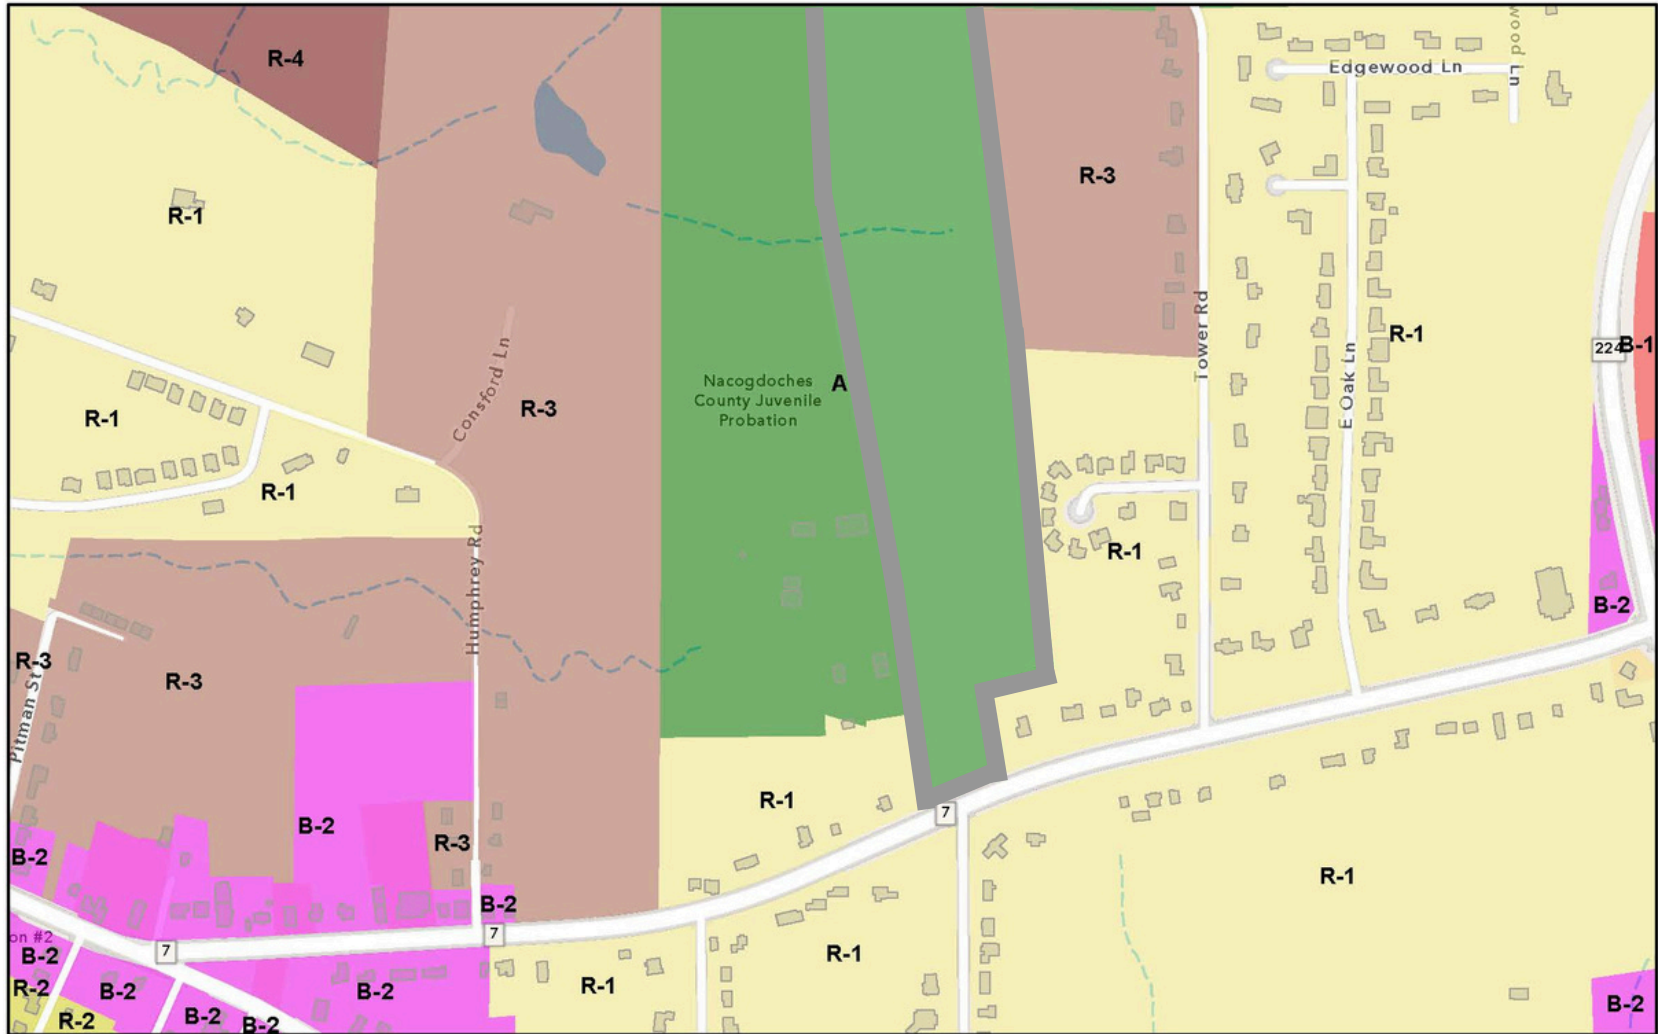 R-4
Edgewood Ln
wood Ln
R-3
R-1
R-1
Tower Rd
224
B-1
E Oak Ln
Consford Ln
Nacogdoches
County Juvenile
Probation
A
R-3
R-1
R-1
R-1
Humphrey Rd
B-2
R-3
R-3
Pitman St
R-1
B-2
7
R-3
B-2
R-1
B-2
7
on #2
7
R-1
B-2
R-2
B-2
B-2
R-1
R-2
B-2
B-2
B-2